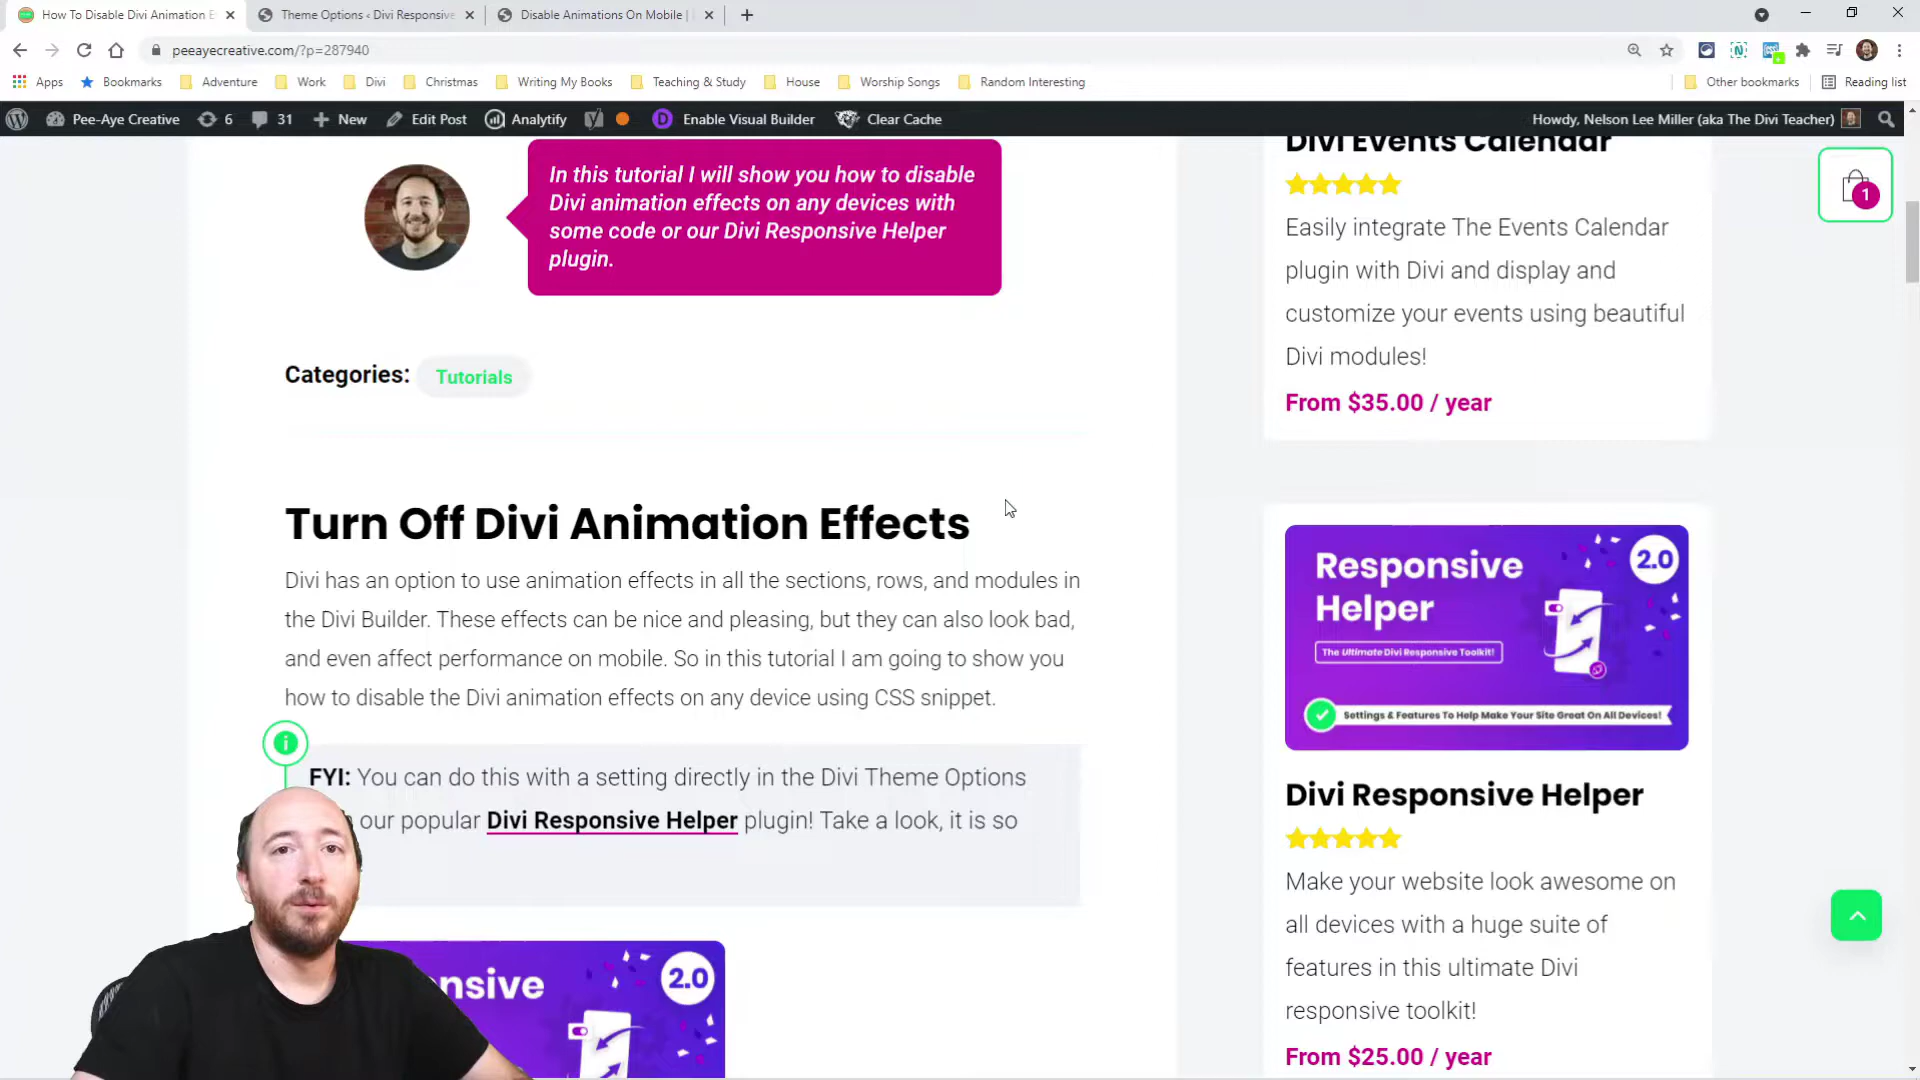 How To Disable Divi Animation E
Theme Options ‹ Divi Responsive
Disable Animations On Mobile |
peeayecreative.com/?p=287940
Apps
Bookmarks
Adventure
Work
Divi
Christmas
Writing My Books
Teaching & Study
House
Worship Songs
Random Interesting
Other bookmarks
Reading list
Pee-Aye Creative
6
31
New
Edit Post
Analytify
D
Enable Visual Builder
Clear Cache
Howdy, Nelson Lee Miller (aka The Divi Teacher)
In this tutorial I will show you how to disable
Divi animation effects on any devices with
some code or our Divi Responsive Helper
plugin.
Categories: Tutorials
Turn Off Divi Animation Effects
Divi has an option to use animation effects in all the sections, rows, and modules in
the Divi Builder. These effects can be nice and pleasing, but they can also look bad,
and even affect performance on mobile. So in this tutorial I am going to show you
how to disable the Divi animation effects on any device using CSS snippet.
FYI: You can do this with a setting directly in the Divi Theme Options
our popular Divi Responsive Helper plugin! Take a look, it is so
nsive
2.0
Divi Events Calendar
Easily integrate The Events Calendar
plugin with Divi and display and
customize your events using beautiful
Divi modules!
From $35.00 / year
1
Responsive
Helper
2.0
The Ultimate Divi Responsive Toolkit!
Settings & Features To Help Make Your Site Great On All Devices!
Divi Responsive Helper
Make your website look awesome on
all devices with a huge suite of
features in this ultimate Divi
responsive toolkit!
From $25.00 / year